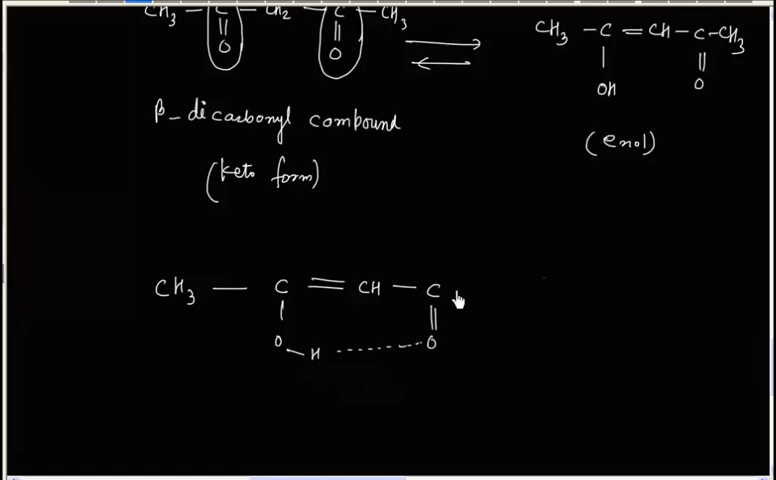 CH3 – C – CH2 – C – CH3
|| ||
O O
CH3 – C = CH – C – CH3
| ||
OH O
β – dicarbonyl compound
(enol)
(keto form)
CH3 — C = CH – C
| ||
O – H ------ O